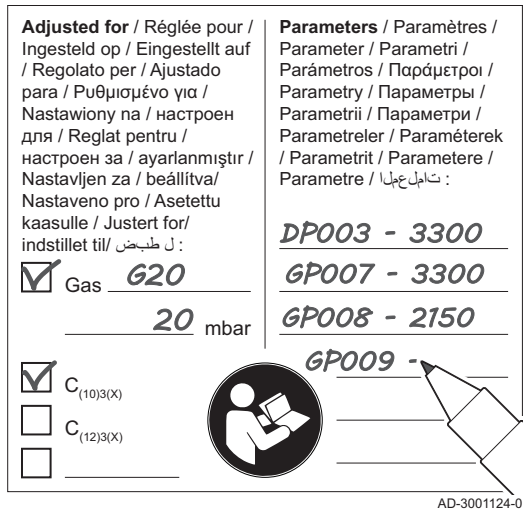 Adjusted for / Réglée pour /
Ingesteld op / Eingestellt auf
/ Regolato per / Ajustado
para / Ρυθμισμένο για /
Nastawiony na / настроен
для / Reglat pentru /
настроен за / ayarlanmıştır /
Nastavljen za / beállítva/
Nastaveno pro / Asetettu
kaasulle / Justert for/
indstillet til/ ل طبض :
Gas G20
20 mbar
C(10)3(X)
C(12)3(X)
Parameters / Paramètres /
Parameter / Parametri /
Parámetros / Παράμετροι /
Parametry / Параметры /
Parametrii / Параметри /
Parametreler / Paraméterek
/ Parametrit / Parametere /
Parametre / تاملعملا :
DP003 - 3300
GP007 - 3300
GP008 - 2150
GP009 -
AD-3001124-0